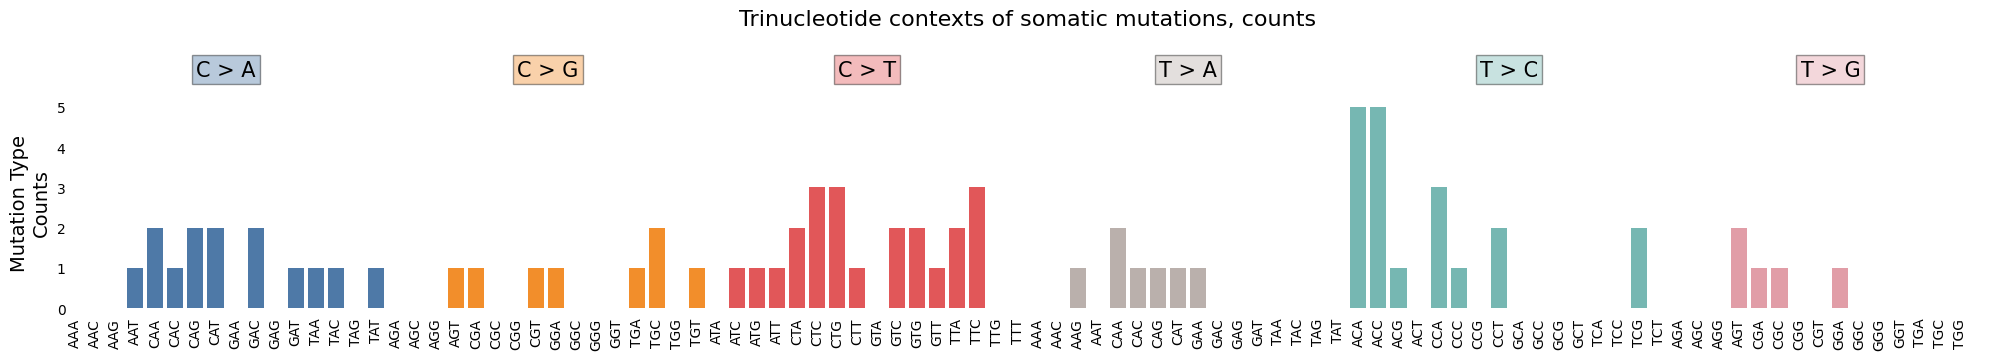 Trinucleotide contexts of somatic mutations, counts
C > A
C > G
C > T
T > A
T > C
T > G
Mutation Type
Counts
5
4
3
2
1
0
AAA AAC AAG AAT CAA CAC CAG CAT GAA GAC GAG GAT TAA TAC TAG TAT AGA AGC AGG AGT CGA CGC CGG CGT GGA GGC GGG GGT TGA TGC TGG TGT ATA ATC ATG ATT CTA CTC CTG CTT GTA GTC GTG GTT TTA TTC TTG TTT AAA AAC AAG AAT CAA CAC CAG CAT GAA GAC GAG GAT TAA TAC TAG TAT ACA ACC ACG ACT CCA CCC CCG CCT GCA GCC GCG GCT TCA TCC TCG TCT AGA AGC AGG AGT CGA CGC CGG CGT GGA GGC GGG GGT TGA TGC TGG